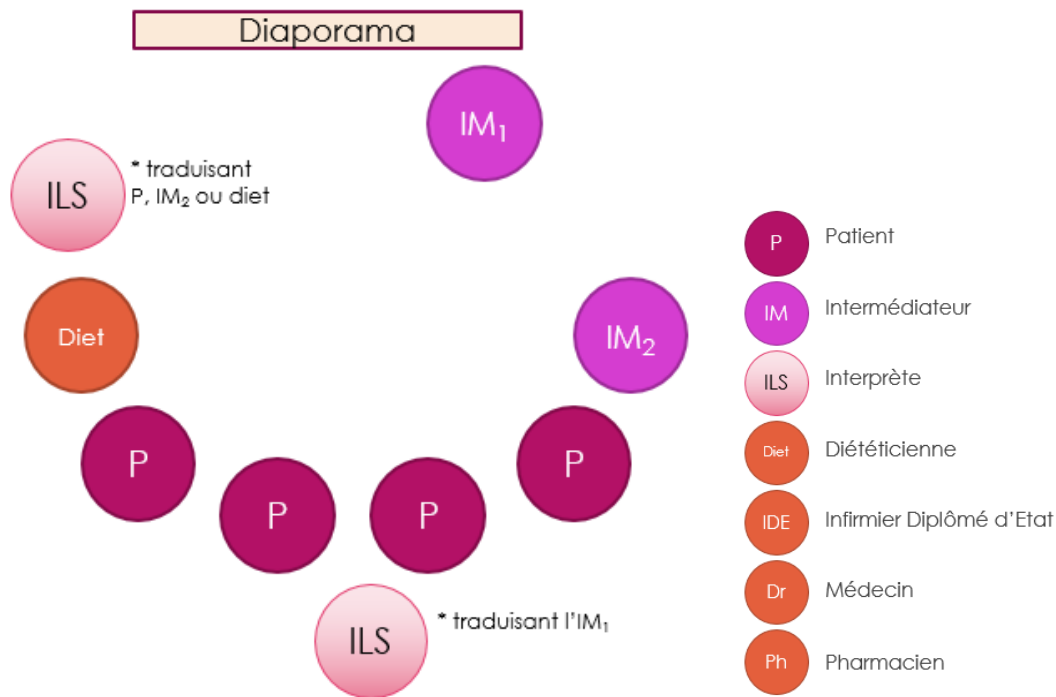 Diaporama
IM₁
ILS
* traduisant
P, IM₂ ou diet
Diet
IM₂
P
P
P
P
ILS
* traduisant l'IM₁
P Patient
IM Intermédiateur
ILS Interprète
Diet Diététicienne
IDE Infirmier Diplômé d'Etat
Dr Médecin
Ph Pharmacien